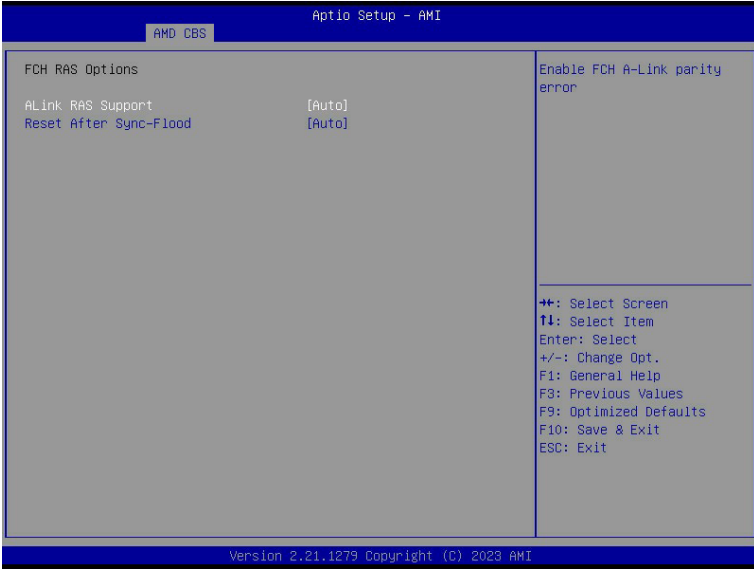 Aptio Setup – AMI
AMD CBS
FCH RAS Options
ALink RAS Support [Auto]
Reset After Sync-Flood [Auto]
Enable FCH A-Link parity
error
→←: Select Screen
↑↓: Select Item
Enter: Select
+/-: Change Opt.
F1: General Help
F3: Previous Values
F9: Optimized Defaults
F10: Save & Exit
ESC: Exit
Version 2.21.1279 Copyright (C) 2023 AMI